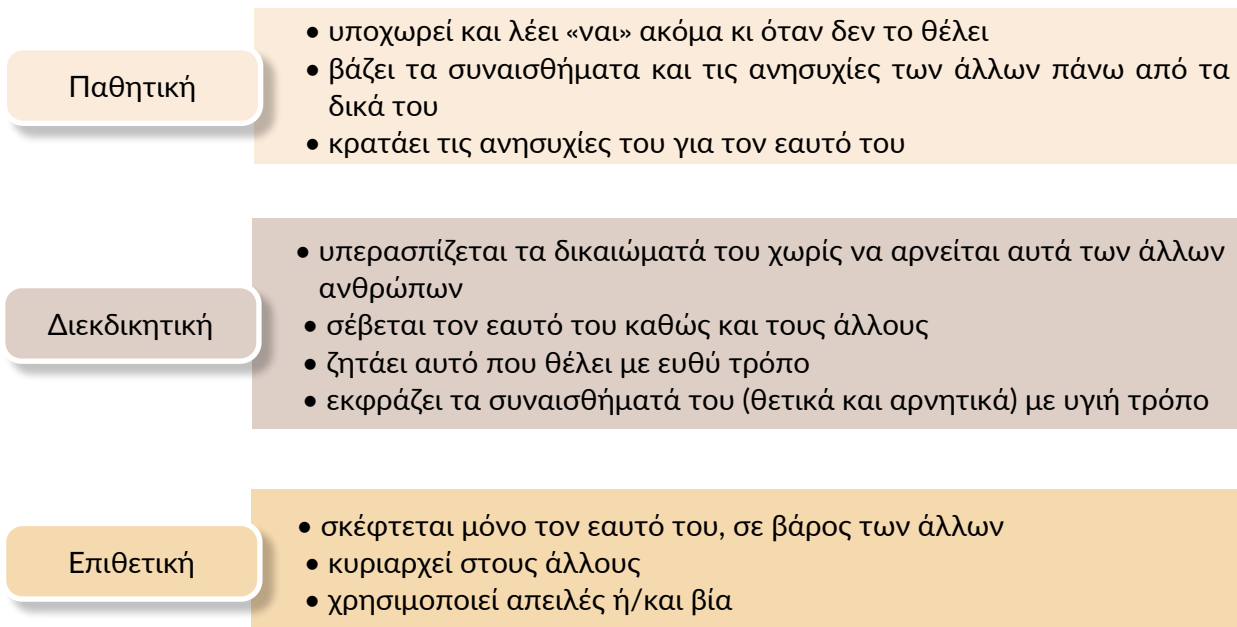 Παθητική
• υποχωρεί και λέει «ναι» ακόμα κι όταν δεν το θέλει
• βάζει τα συναισθήματα και τις ανησυχίες των άλλων πάνω από τα
δικά του
• κρατάει τις ανησυχίες του για τον εαυτό του
Διεκδικητική
• υπερασπίζεται τα δικαιώματά του χωρίς να αρνείται αυτά των άλλων
ανθρώπων
• σέβεται τον εαυτό του καθώς και τους άλλους
• ζητάει αυτό που θέλει με ευθύ τρόπο
• εκφράζει τα συναισθήματά του (θετικά και αρνητικά) με υγιή τρόπο
Επιθετική
• σκέφτεται μόνο τον εαυτό του, σε βάρος των άλλων
• κυριαρχεί στους άλλους
• χρησιμοποιεί απειλές ή/και βία